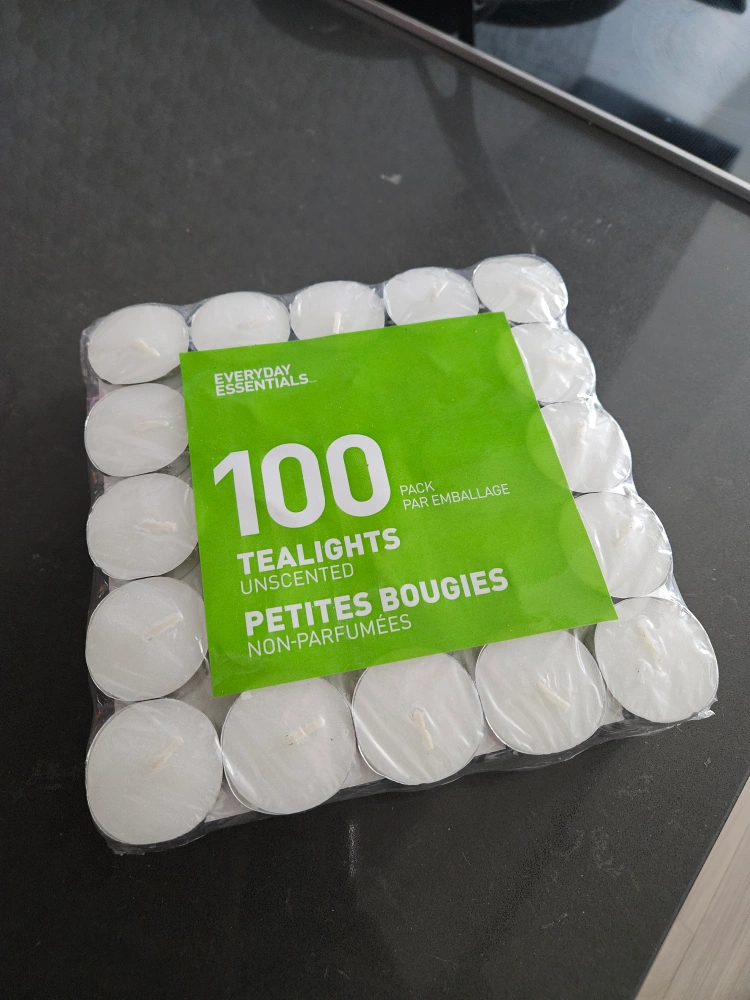 EVERYDAY
ESSENTIALS
100
PACK
PAR EMBALLAGE
TEALIGHTS
UNSCENTED
PETITES BOUGIES
NON-PARFUMÉES